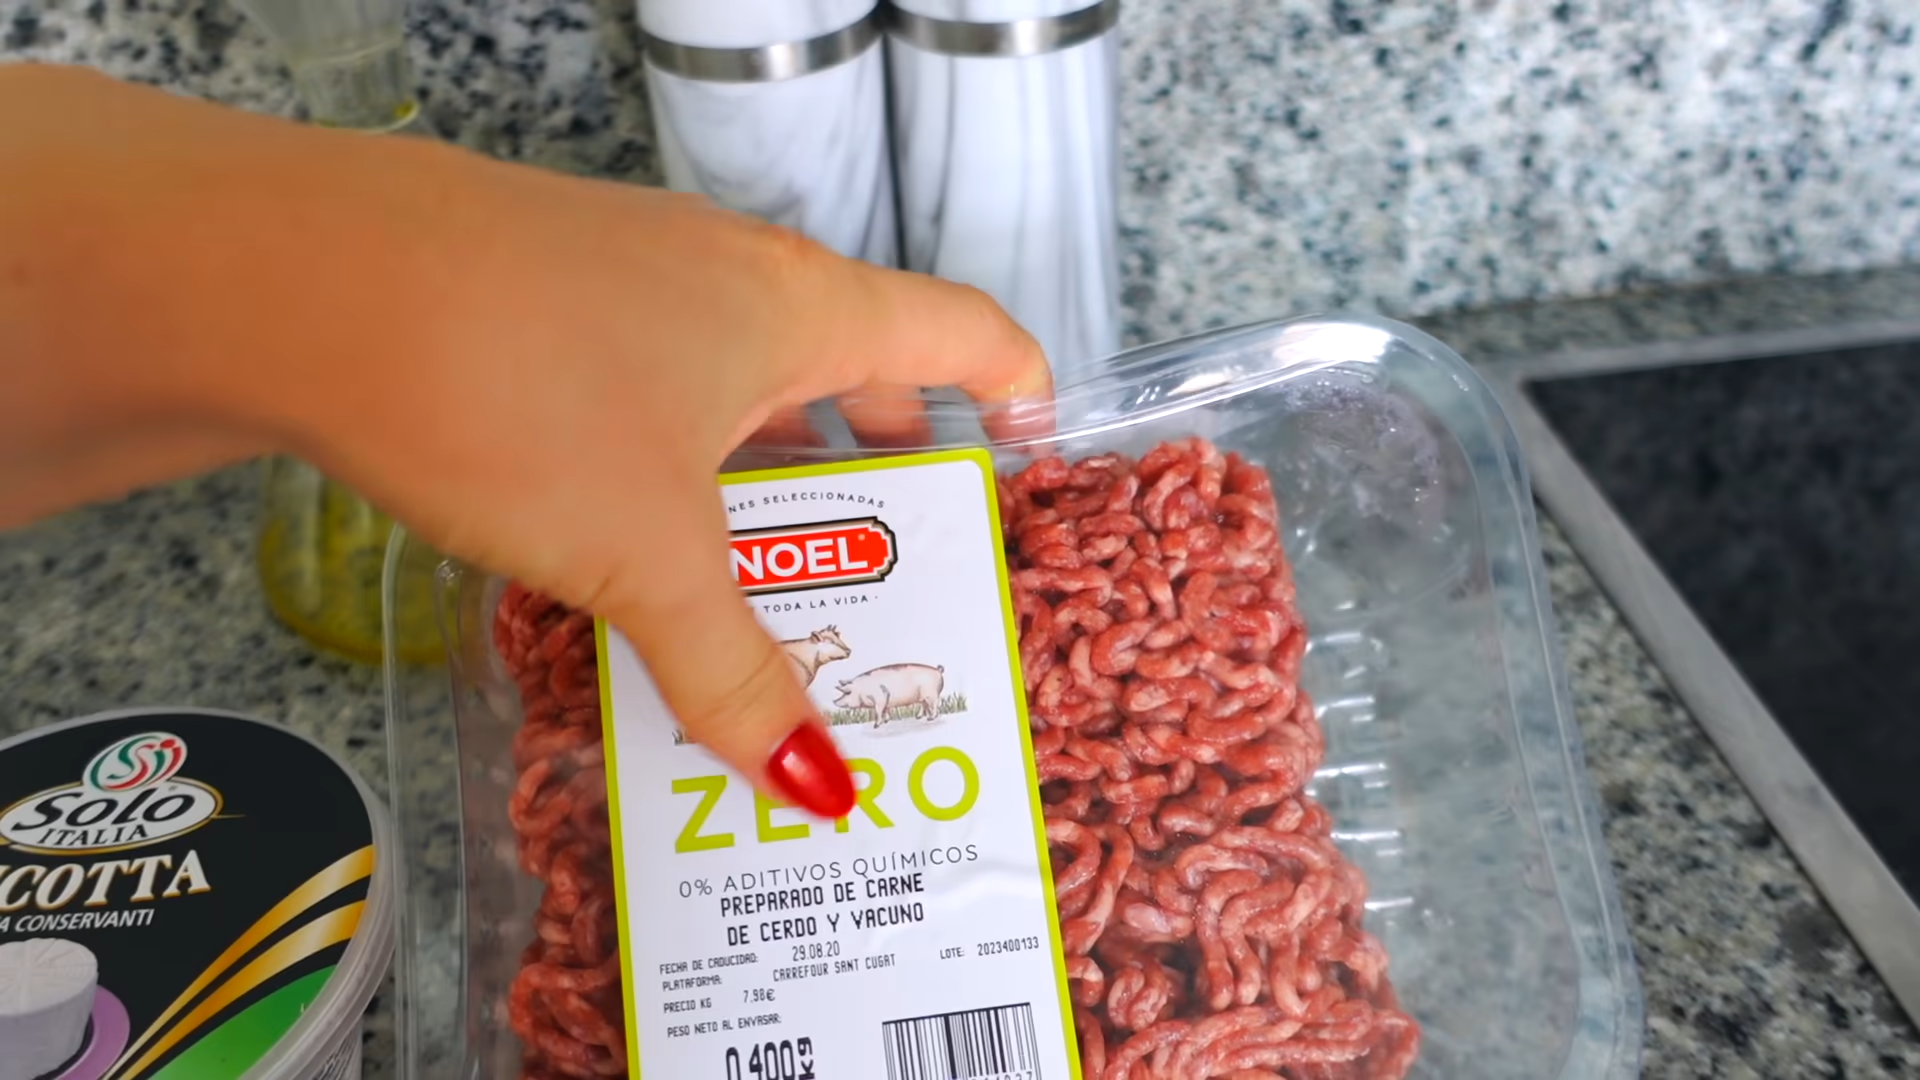 NES SELECCIONADAS
NOEL
TODA LA VIDA
ZERO
0% ADITIVOS QUÍMICOS
PREPARADO DE CARNE
DE CERDO Y VACUNO
FECHA DE CADUCIDAD: 29.08.20 LOTE: 2023400133
PLATAFORMA: CARREFOUR SANT CUGAT
PRECIO KG 7.98€
PESO NETO AL ENVASAR:
0,400 kg
Si
Solo
ITALIA
COTTA
A CONSERVANTI